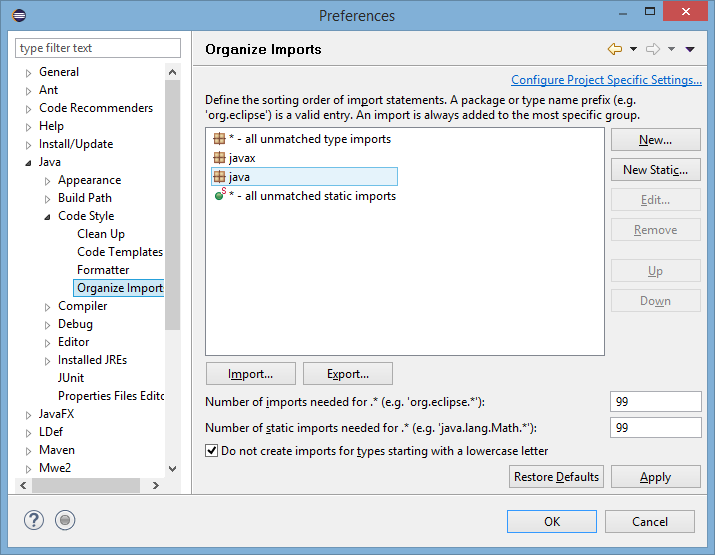 Preferences
type filter text
General
Ant
Code Recommenders
Help
Install/Update
Java
Appearance
Build Path
Code Style
Clean Up
Code Templates
Formatter
Organize Import
Compiler
Debug
Editor
Installed JREs
JUnit
Properties Files Edito
JavaFX
LDef
Maven
Mwe2
Organize Imports
Configure Project Specific Settings...
Define the sorting order of import statements. A package or type name prefix (e.g.
'org.eclipse') is a valid entry. An import is always added to the most specific group.
* - all unmatched type imports
javax
java
S * - all unmatched static imports
New...
New Static...
Edit...
Remove
Up
Down
Import... Export...
Number of imports needed for .* (e.g. 'org.eclipse.*'): 99
Number of static imports needed for .* (e.g. 'java.lang.Math.*'): 99
Do not create imports for types starting with a lowercase letter
Restore Defaults Apply
? OK Cancel